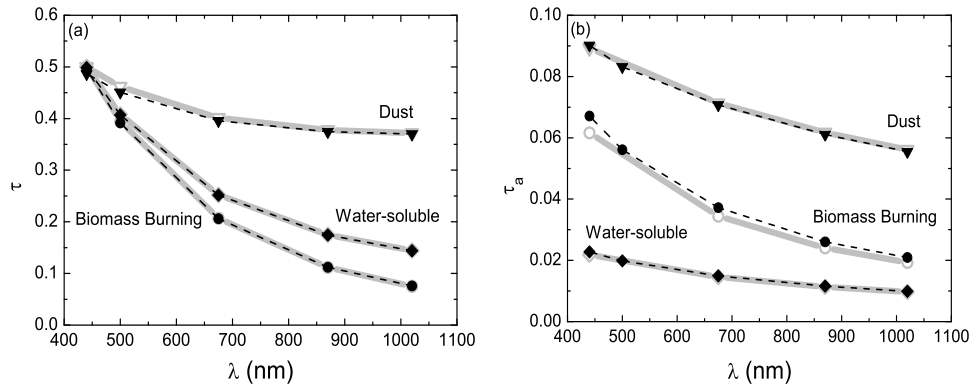 (a)
0.6
0.5
0.4
0.3
0.2
0.1
0.0
τ
Dust
Water-soluble
Biomass Burning
400 500 600 700 800 900 1000 1100
λ (nm)
(b)
0.10
0.08
0.06
0.04
0.02
0.00
τa
Dust
Biomass Burning
Water-soluble
400 500 600 700 800 900 1000 1100
λ (nm)